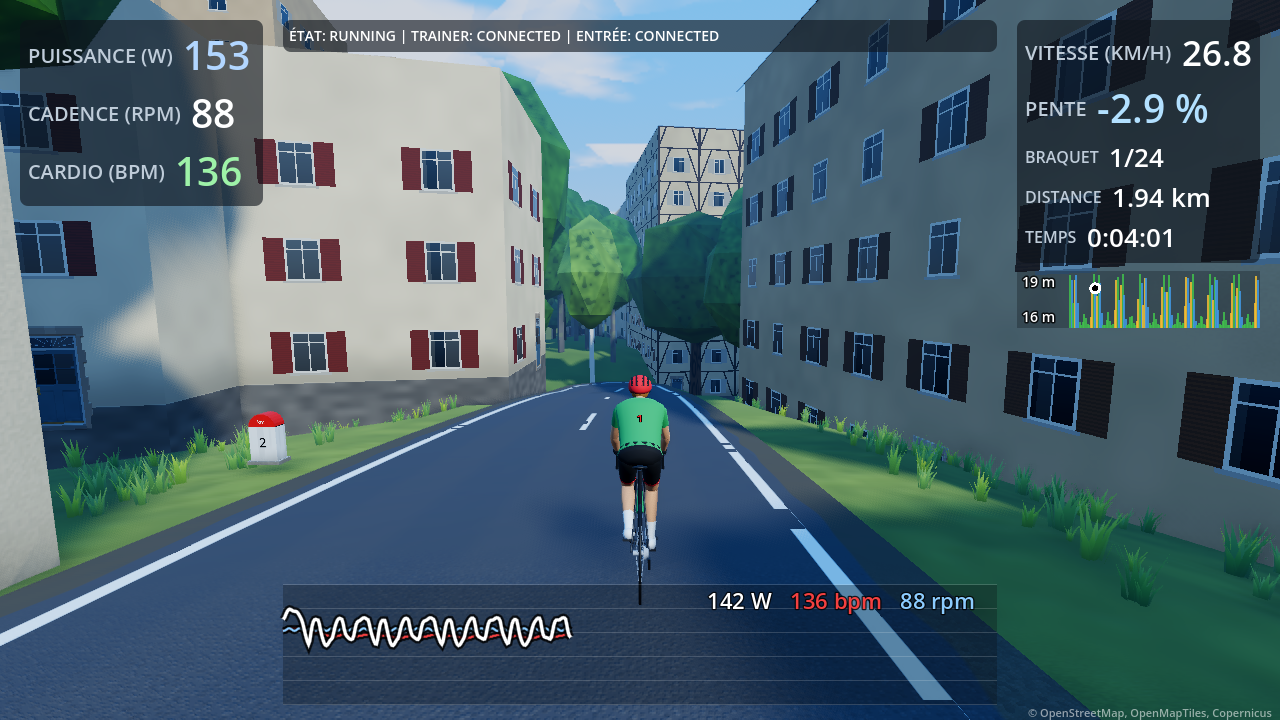 PUISSANCE (W) 153
CADENCE (RPM) 88
CARDIO (BPM) 136
ÉTAT: RUNNING | TRAINER: CONNECTED | ENTRÉE: CONNECTED
VITESSE (KM/H) 26.8
PENTE -2.9 %
BRAQUET 1/24
DISTANCE 1.94 km
TEMPS 0:04:01
19 m
16 m
1
2
142 W 136 bpm 88 rpm
© OpenStreetMap, OpenMapTiles, Copernicus